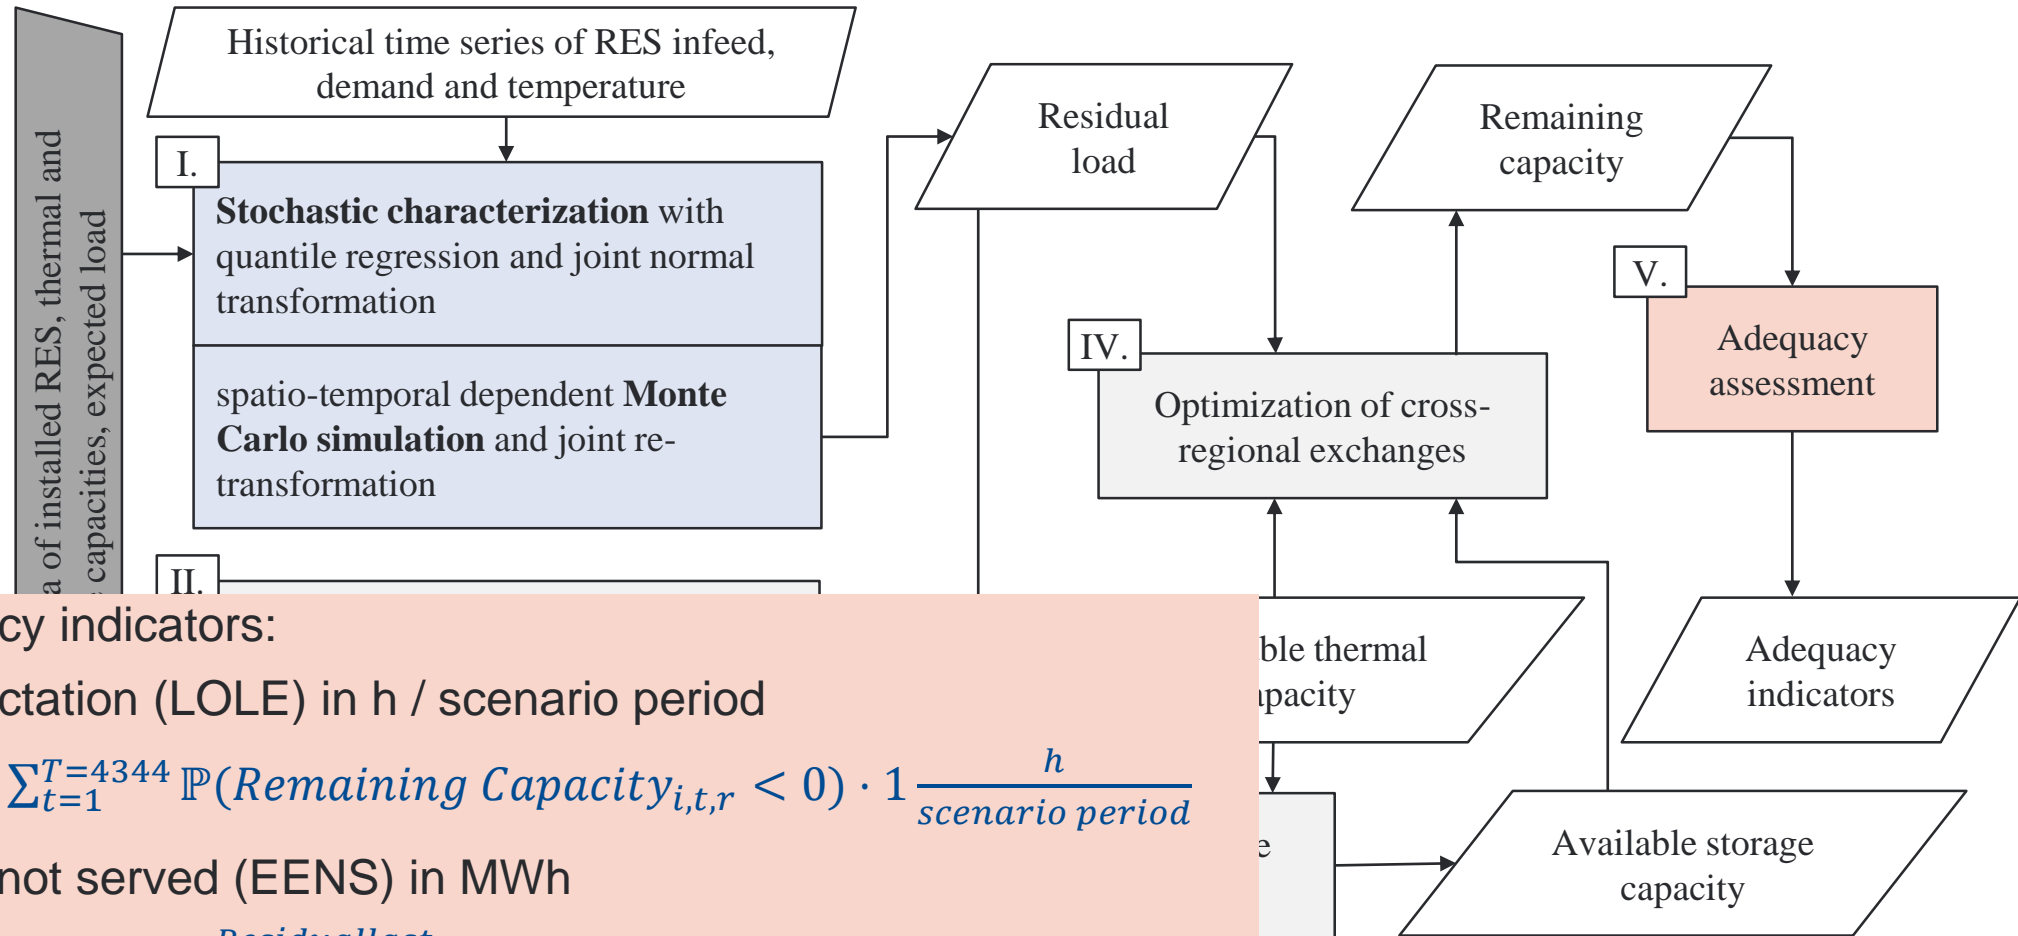 Historical time series of RES infeed,
demand and temperature
of installed RES, thermal and
capacities, expected load
I.
Stochastic characterization with
quantile regression and joint normal
transformation
spatio-temporal dependent Monte
Carlo simulation and joint re-
transformation
II.
Residual
load
Remaining
capacity
IV.
Optimization of cross-
regional exchanges
V.
Adequacy
assessment
Adequacy
indicators
ble thermal
apacity
e
Available storage
capacity
cy indicators:
ctation (LOLE) in h / scenario period
∑_{t=1}^{T=4344} ℙ(Remaining Capacity_{i,t,r} < 0) · 1 h/scenario period
not served (EENS) in MWh